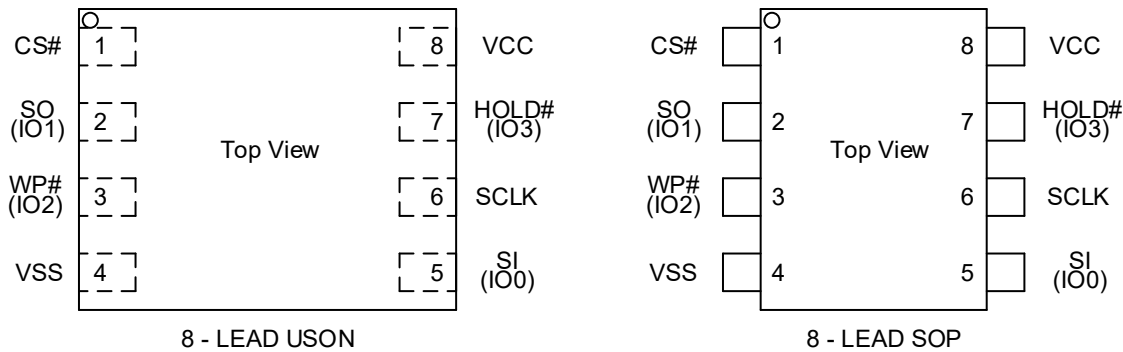 CS# 1 8 VCC
SO
(IO1) 2 7 HOLD#
(IO3)
Top View
WP#
(IO2) 3 6 SCLK
VSS 4 5 SI
(IO0)
8 - LEAD USON
CS# 1 8 VCC
SO
(IO1) 2 7 HOLD#
(IO3)
Top View
WP#
(IO2) 3 6 SCLK
VSS 4 5 SI
(IO0)
8 - LEAD SOP